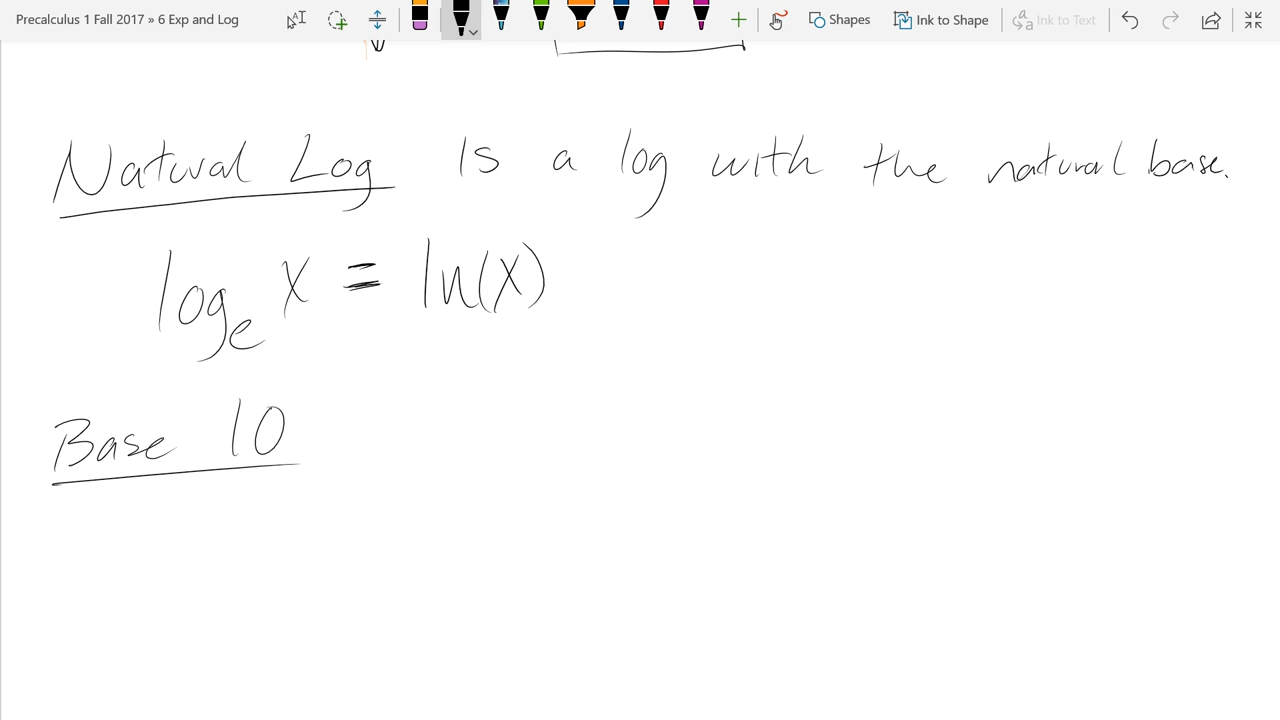 Precalculus 1 Fall 2017 » 6 Exp and Log
Shapes
Ink to Shape
Ink to Text
Natural Log Is a log with the natural base.
logₑ x = ln(x)
Base 10